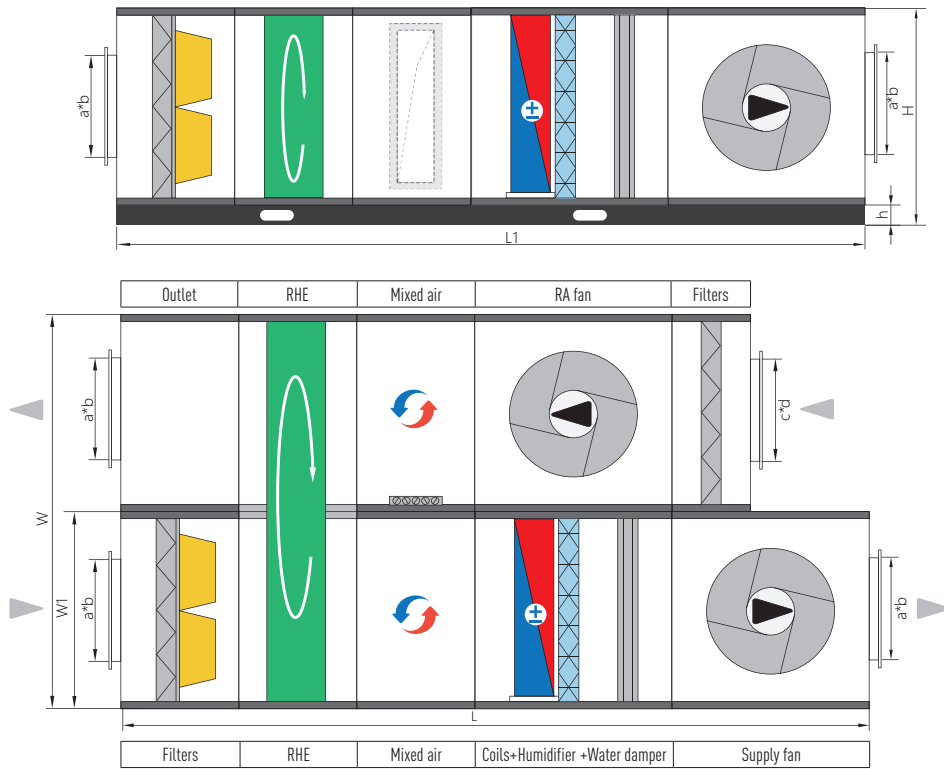 a*b
±
a*b
H
h
L1
Outlet RHE Mixed air RA fan Filters
a*b
c*d
W
W1
a*b
±
a*b
L
Filters RHE Mixed air Coils+Humidifier +Water damper Supply fan